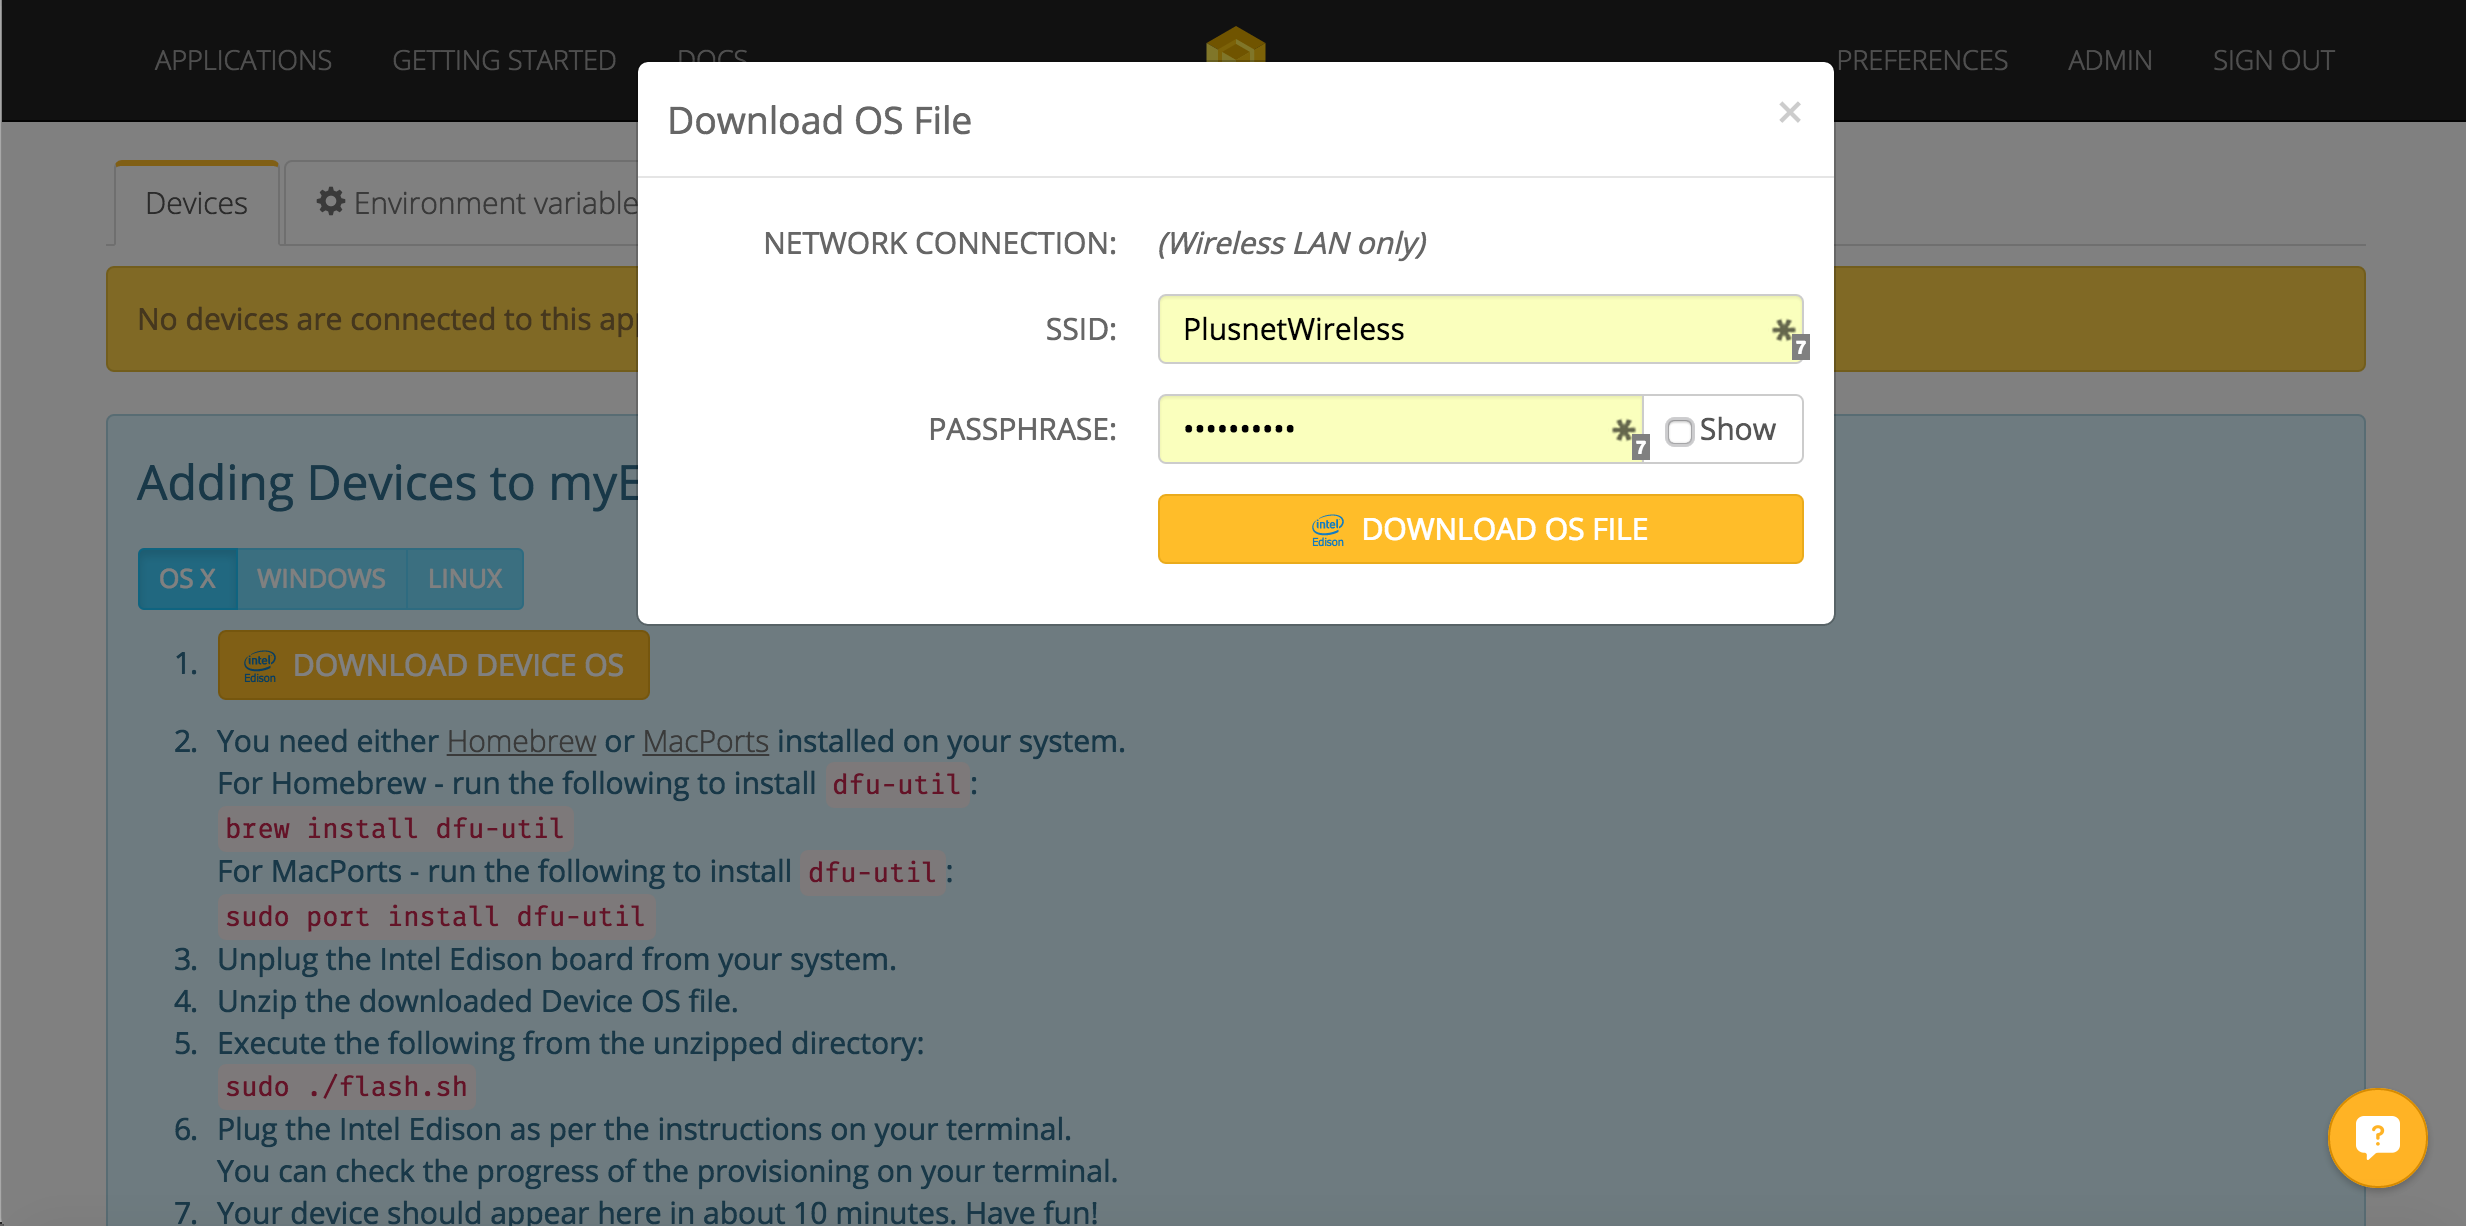 APPLICATIONS GETTING STARTED DOCS PREFERENCES ADMIN SIGN OUT
Download OS File ×
Devices Environment variable
NETWORK CONNECTION: (Wireless LAN only)
No devices are connected to this
SSID: PlusnetWireless 7
PASSPHRASE: •••••••••• 7 Show
Adding Devices to
intel Edison DOWNLOAD OS FILE
OS X WINDOWS LINUX
1. intel Edison DOWNLOAD DEVICE OS
2. You need either Homebrew or MacPorts installed on your system.
For Homebrew - run the following to install dfu-util:
brew install dfu-util
For MacPorts - run the following to install dfu-util:
sudo port install dfu-util
3. Unplug the Intel Edison board from your system.
4. Unzip the downloaded Device OS file.
5. Execute the following from the unzipped directory:
sudo ./flash.sh
6. Plug the Intel Edison as per the instructions on your terminal.
You can check the progress of the provisioning on your terminal.
7. Your device should appear here in about 10 minutes. Have fun!
?